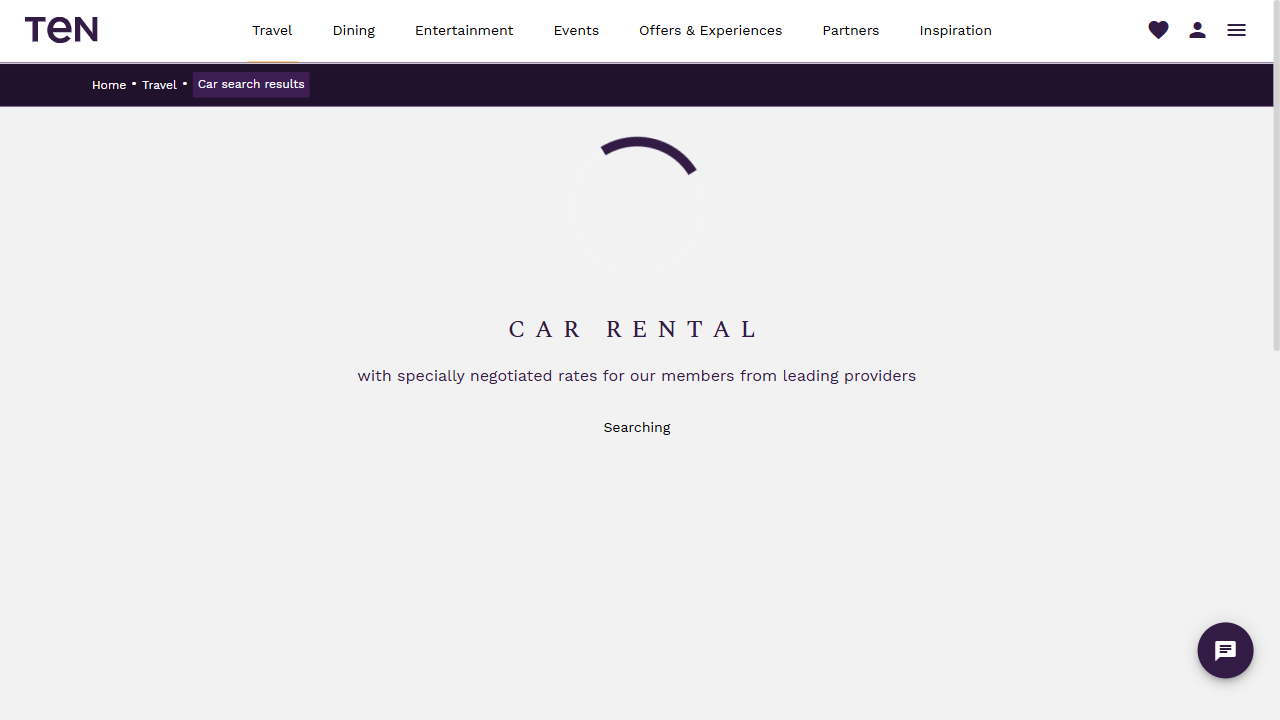 TEN
Travel Dining Entertainment Events Offers & Experiences Partners Inspiration
Home • Travel • Car search results
CAR RENTAL
with specially negotiated rates for our members from leading providers
Searching